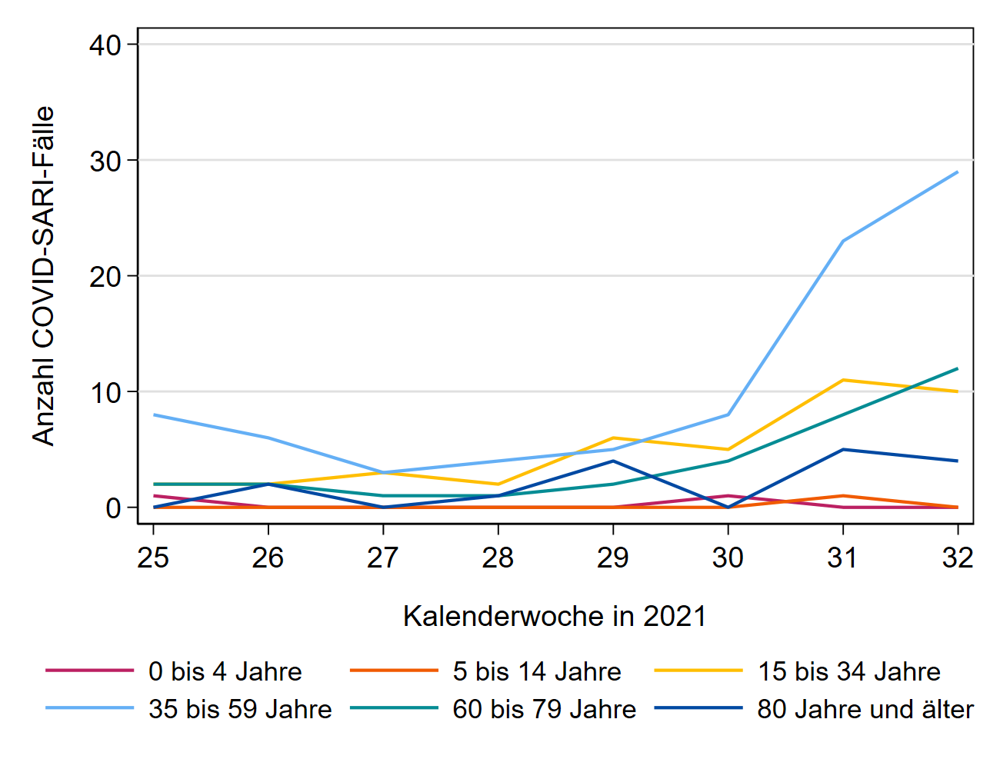 Anzahl COVID-SARI-Fälle
40
30
20
10
0
25 26 27 28 29 30 31 32
Kalenderwoche in 2021
0 bis 4 Jahre 5 bis 14 Jahre 15 bis 34 Jahre
35 bis 59 Jahre 60 bis 79 Jahre 80 Jahre und älter